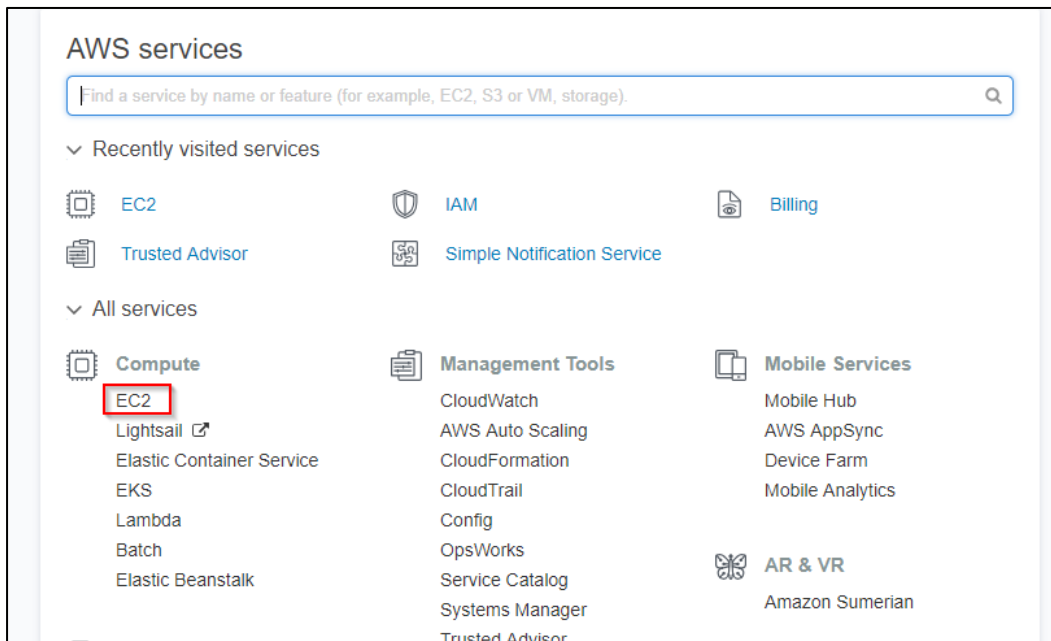 AWS services
Find a service by name or feature (for example, EC2, S3 or VM, storage).
Recently visited services
EC2
IAM
Billing
Trusted Advisor
Simple Notification Service
All services
Compute
EC2
Lightsail
Elastic Container Service
EKS
Lambda
Batch
Elastic Beanstalk
Management Tools
CloudWatch
AWS Auto Scaling
CloudFormation
CloudTrail
Config
OpsWorks
Service Catalog
Systems Manager
Trusted Advisor
Mobile Services
Mobile Hub
AWS AppSync
Device Farm
Mobile Analytics
AR & VR
Amazon Sumerian